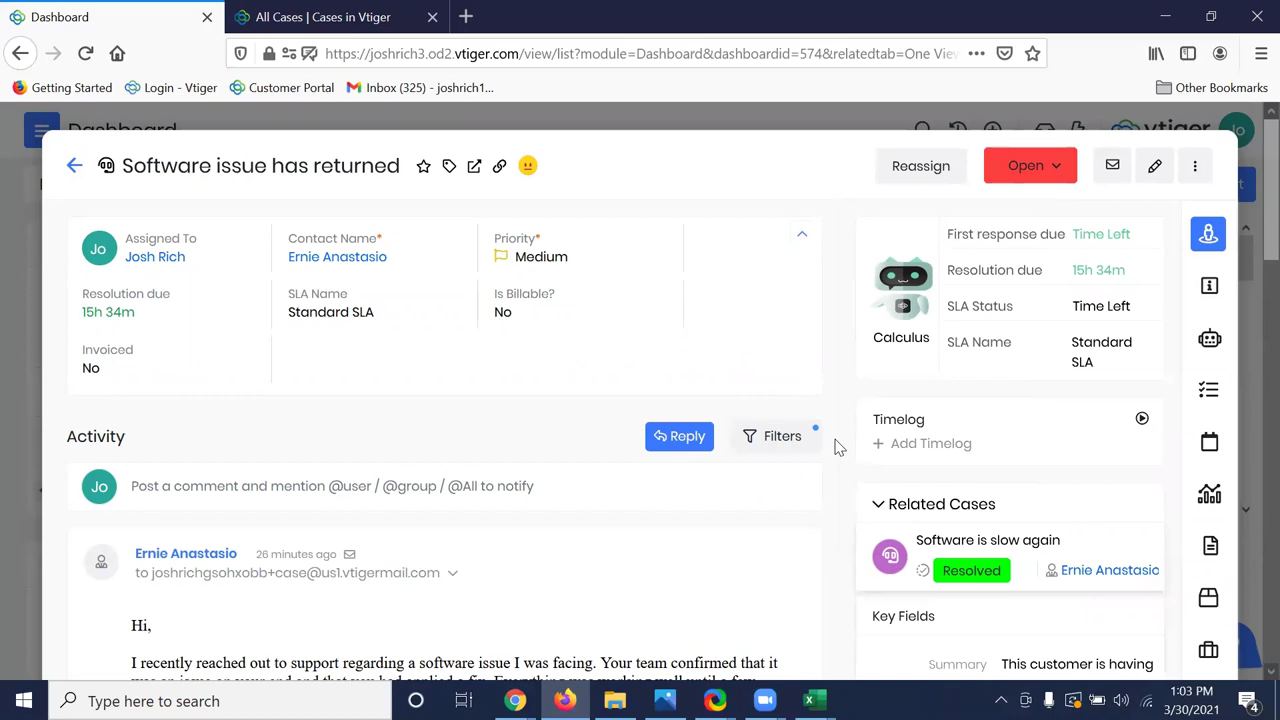 Dashboard
All Cases | Cases in Vtiger
https://joshrich3.od2.vtiger.com/view/list?module=Dashboard&dashboardid=574&relatedtab=One View
Getting Started
Login - Vtiger
Customer Portal
Inbox (325) - joshrich1...
Other Bookmarks
Dashboard
vtiger
Jo
Software issue has returned
Reassign
Open
Jo
Assigned To
Josh Rich
Contact Name*
Ernie Anastasio
Priority*
Medium
Resolution due
15h 34m
SLA Name
Standard SLA
Is Billable?
No
Invoiced
No
Calculus
First response due Time Left
Resolution due 15h 34m
SLA Status Time Left
SLA Name Standard
SLA
Activity
Reply
Filters
Timelog
+ Add Timelog
Jo
Post a comment and mention @user / @group / @All to notify
Related Cases
Software is slow again
Resolved
Ernie Anastasio
Ernie Anastasio 26 minutes ago
to joshrichgsohxobb+case@us1.vtigermail.com
Hi,
I recently reached out to support regarding a software issue I was facing. Your team confirmed that it
Key Fields
Summary This customer is having
Type here to search
1:03 PM
3/30/2021
4